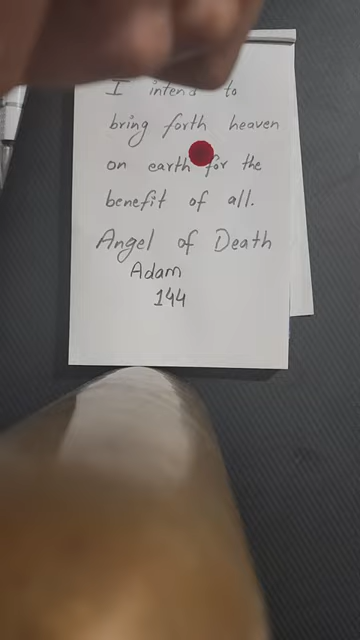 I intend to
bring forth heaven
on earth for the
benefit of all.
Angel of Death
Adam
144